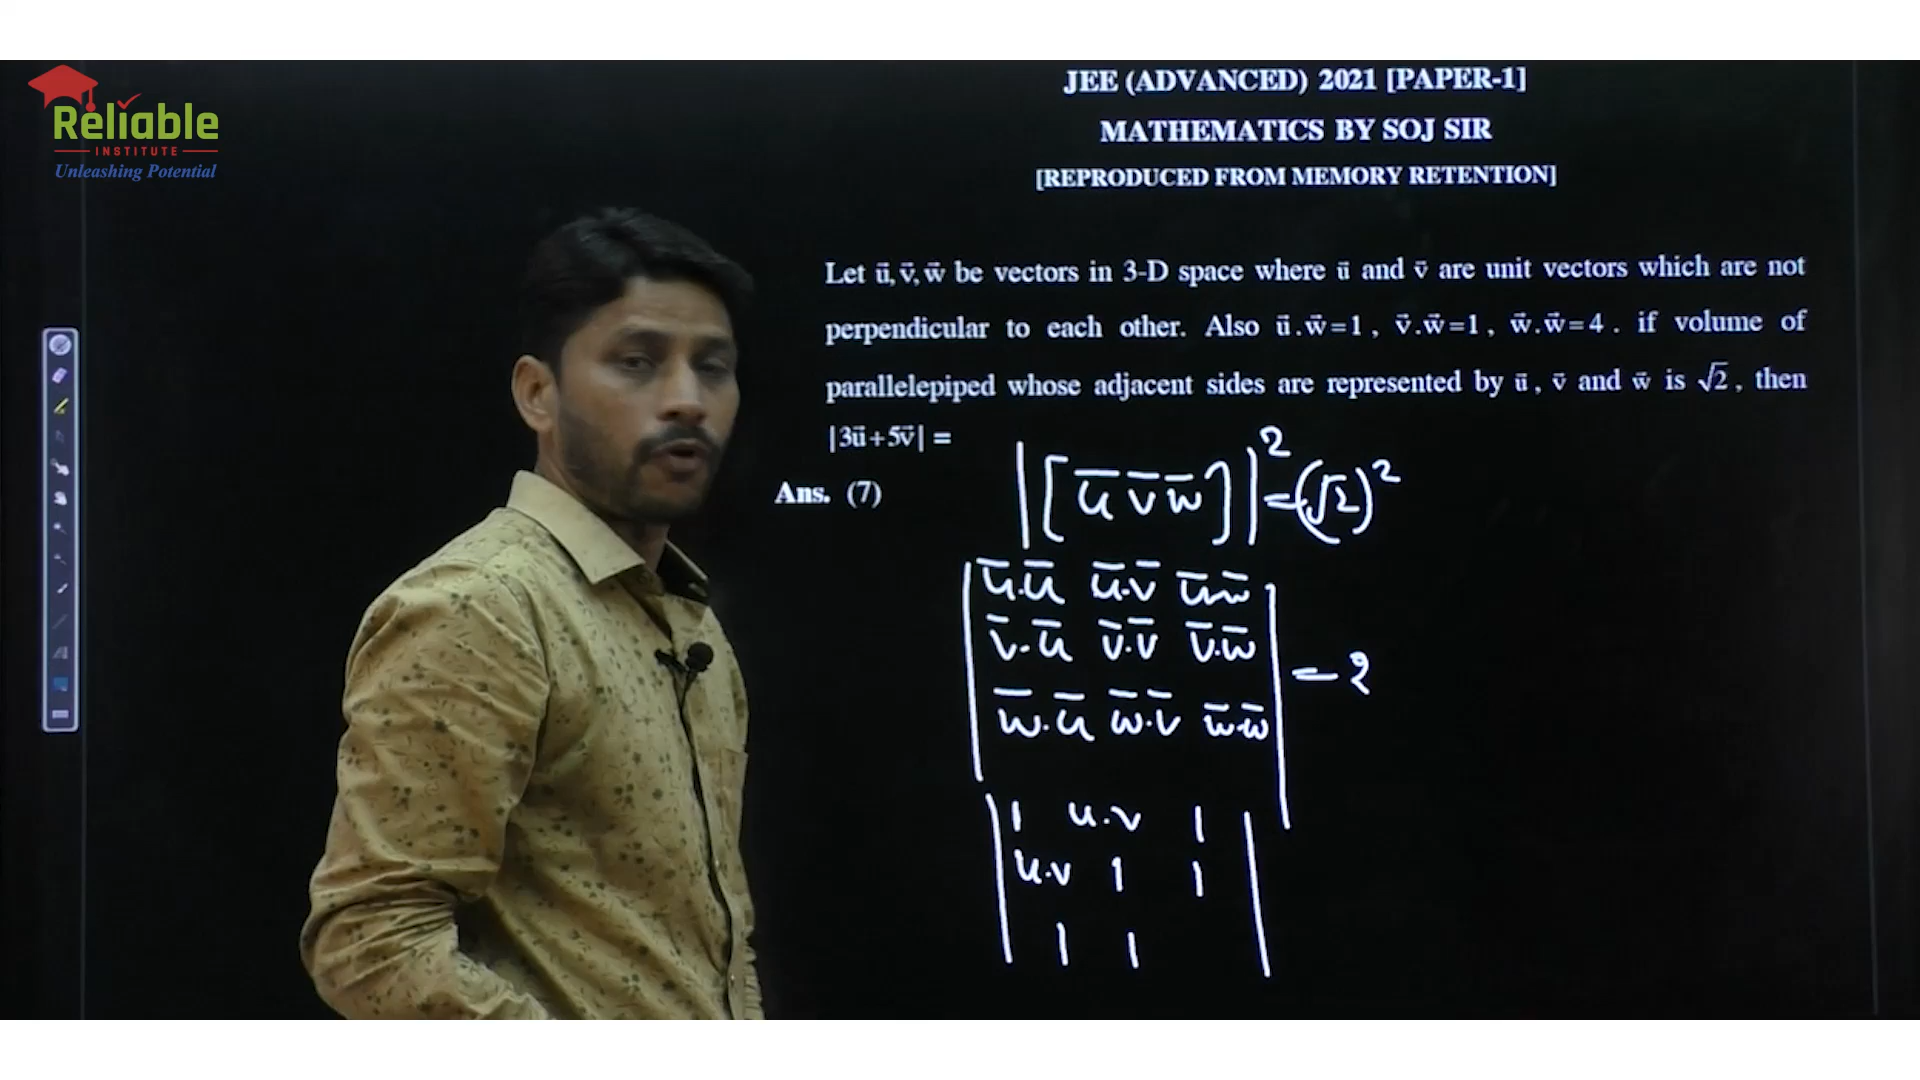 Reliable
INSTITUTE
Unleashing Potential
JEE (ADVANCED) 2021 [PAPER-1]
MATHEMATICS BY SOJ SIR
[REPRODUCED FROM MEMORY RETENTION]
Let u⃗, v⃗, w⃗ be vectors in 3-D space where u⃗ and v⃗ are unit vectors which are not
perpendicular to each other. Also u⃗.w⃗=1, v⃗.w⃗=1, w⃗.w⃗=4. if volume of
parallelepiped whose adjacent sides are represented by u⃗, v⃗ and w⃗ is √2, then
|3u⃗+5v⃗| =
Ans. (7)
|[u̅ v̅ w̅]|² = (√2)²
| u̅.u̅ u̅.v̅ u̅.w̅ |
| v̅.u̅ v̅.v̅ v̅.w̅ | = 2
| w̅.u̅ w̅.v̅ w̅.w̅ |
| 1 u.v 1 |
| u.v 1 1 |
| 1 1 |